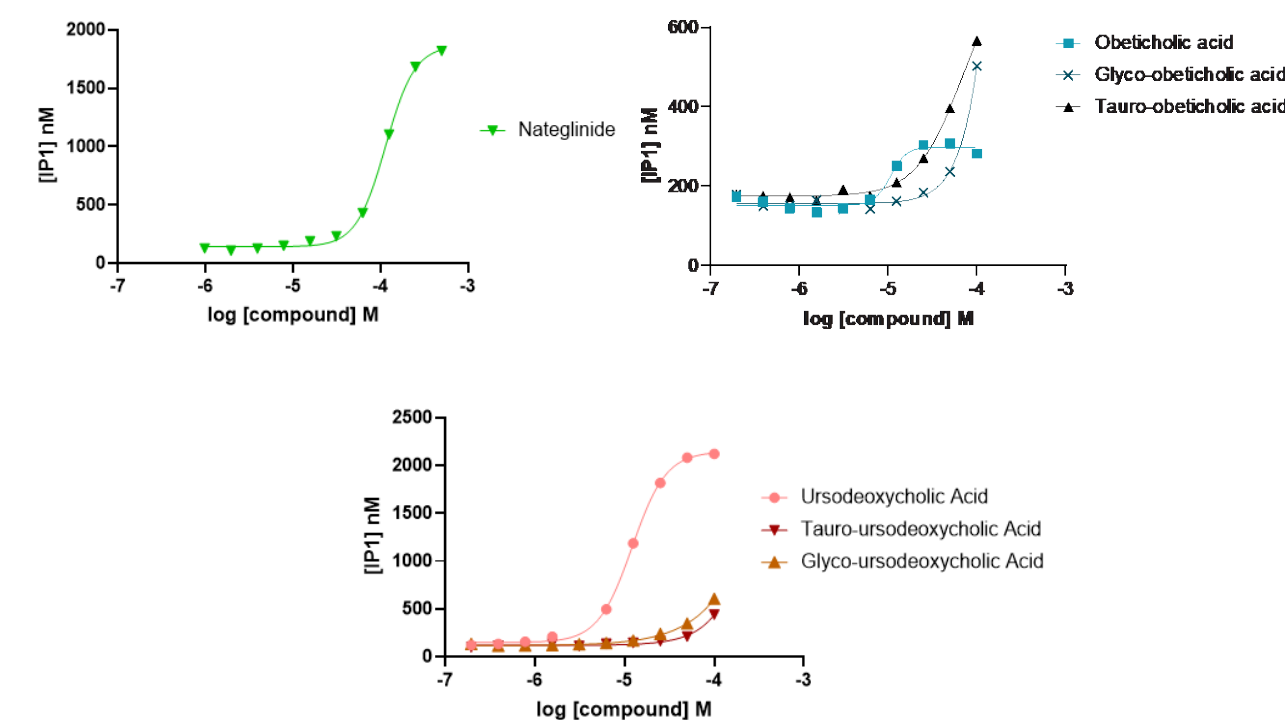 2000
1500
1000
500
0
[IP1] nM
-7 -6 -5 -4 -3
log [compound] M
Nateglinide
600
400
200
0
[IP1] nM
-7 -6 -5 -4 -3
log [compound] M
Obeticholic acid
Glyco-obeticholic acid
Tauro-obeticholic acid
2500
2000
1500
1000
500
0
[IP1] nM
-7 -6 -5 -4 -3
log [compound] M
Ursodeoxycholic Acid
Tauro-ursodeoxycholic Acid
Glyco-ursodeoxycholic Acid